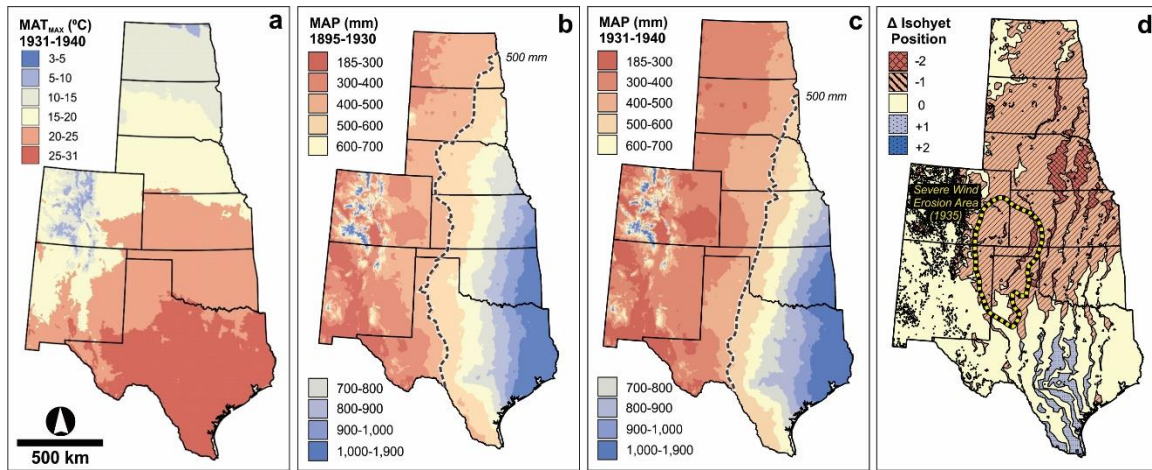 a
MAT MAX (ºC)
1931-1940
3-5
5-10
10-15
15-20
20-25
25-31
500 km
b
MAP (mm)
1895-1930
185-300
300-400
400-500
500-600
600-700
500 mm
700-800
800-900
900-1,000
1,000-1,900
c
MAP (mm)
1931-1940
185-300
300-400
400-500
500-600
600-700
500 mm
700-800
800-900
900-1,000
1,000-1,900
d
Δ Isohyet
Position
-2
-1
0
+1
+2
Severe Wind
Erosion Area
(1935)